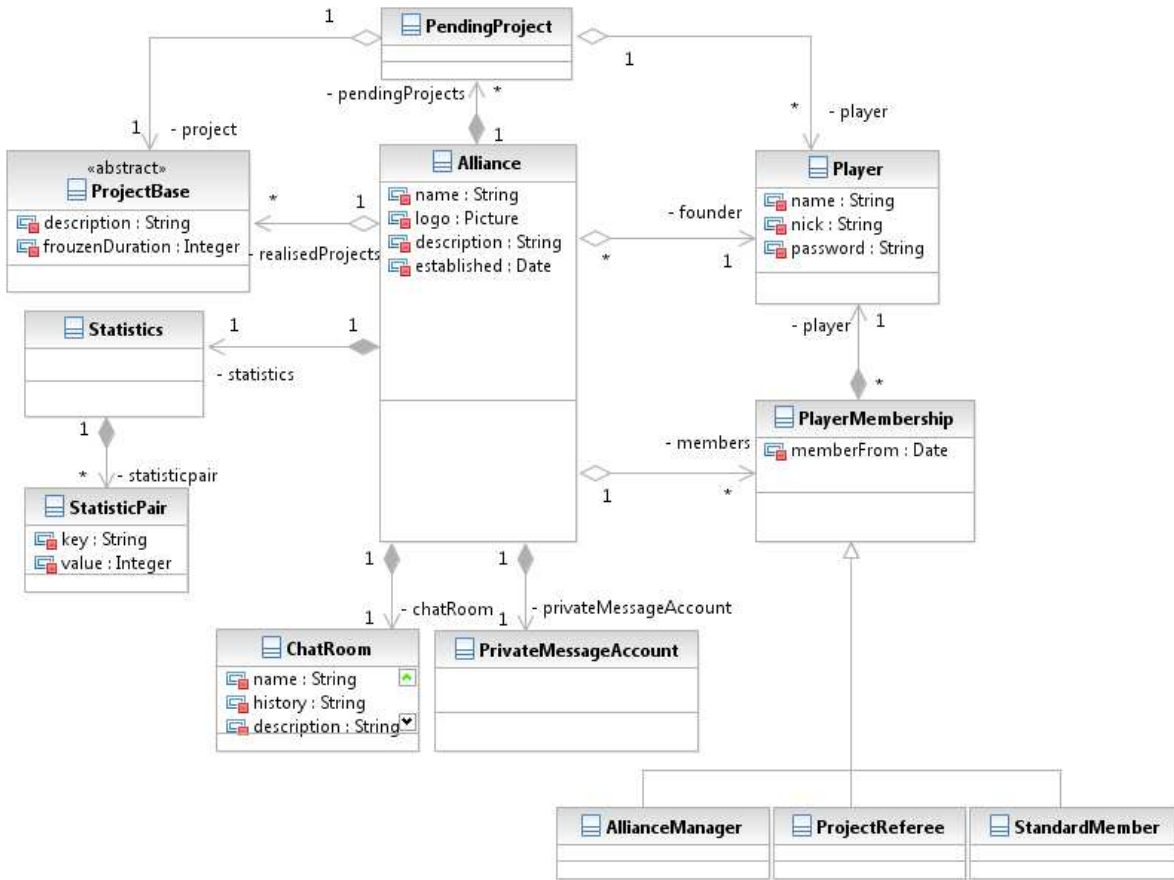 1
PendingProject
1
- pendingProjects
*
1
*
- player
1
- project
«abstract»
ProjectBase
description : String
frouzenDuration : Integer
*
1
- realisedProjects
Alliance
name : String
logo : Picture
description : String
established : Date
- founder
*
1
Player
name : String
nick : String
password : String
- player
1
*
Statistics
1
1
- statistics
1
*
- statisticpair
StatisticPair
key : String
value : Integer
PlayerMembership
memberFrom : Date
- members
1
*
1
1
- chatRoom
1
1
- privateMessageAccount
ChatRoom
name : String
history : String
description : String
PrivateMessageAccount
AllianceManager
ProjectReferee
StandardMember